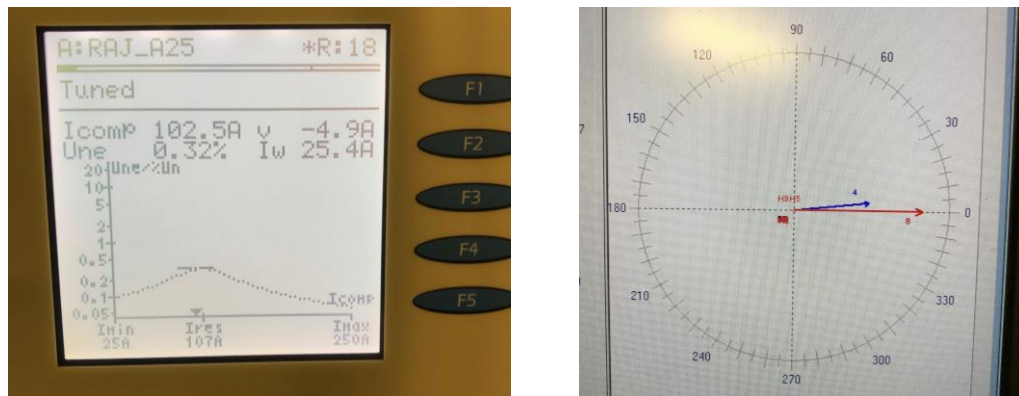 A:RAJ_A25 *R:18
Tuned
Icomp 102.5A v -4.9A
Une 0.32% Iw 25.4A
20 Une/%Un
10
5
2
1
0.5
0.2
0.1 Icomp
0.05
Imin Ires Imax
25A 107A 250A
F1
F2
F3
F4
F5
90
120 60
150 30
4
180 H3H5 0
8
210 330
240 300
270
7